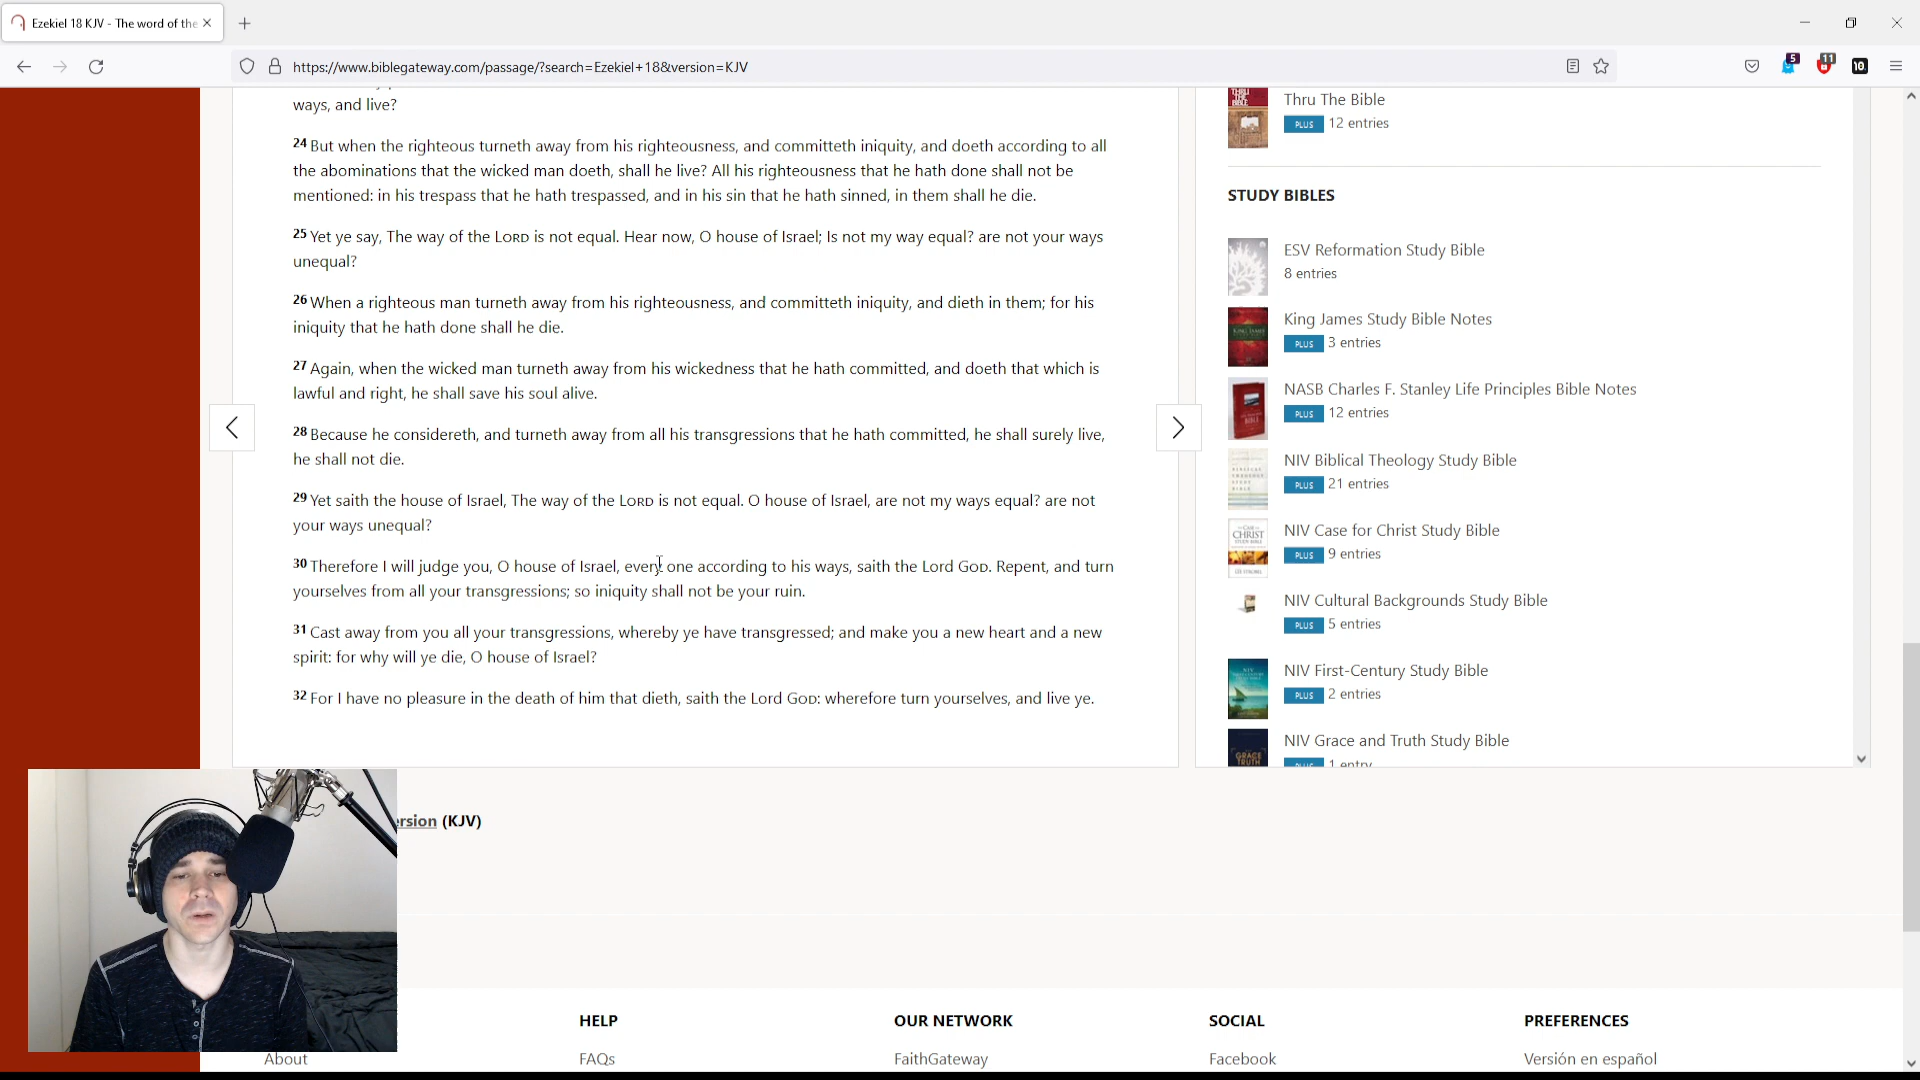 Ezekiel 18 KJV - The word of the
https://www.biblegateway.com/passage/?search=Ezekiel+18&version=KJV
5
11
10.
ways, and live?
24 But when the righteous turneth away from his righteousness, and committeth iniquity, and doeth according to all
the abominations that the wicked man doeth, shall he live? All his righteousness that he hath done shall not be
mentioned: in his trespass that he hath trespassed, and in his sin that he hath sinned, in them shall he die.
25 Yet ye say, The way of the LORD is not equal. Hear now, O house of Israel; Is not my way equal? are not your ways
unequal?
26 When a righteous man turneth away from his righteousness, and committeth iniquity, and dieth in them; for his
iniquity that he hath done shall he die.
27 Again, when the wicked man turneth away from his wickedness that he hath committed, and doeth that which is
lawful and right, he shall save his soul alive.
28 Because he considereth, and turneth away from all his transgressions that he hath committed, he shall surely live,
he shall not die.
29 Yet saith the house of Israel, The way of the LORD is not equal. O house of Israel, are not my ways equal? are not
your ways unequal?
30 Therefore I will judge you, O house of Israel, every one according to his ways, saith the Lord GOD. Repent, and turn
yourselves from all your transgressions; so iniquity shall not be your ruin.
31 Cast away from you all your transgressions, whereby ye have transgressed; and make you a new heart and a new
spirit: for why will ye die, O house of Israel?
32 For I have no pleasure in the death of him that dieth, saith the Lord GOD: wherefore turn yourselves, and live ye.
THRU THE BIBLE
Thru The Bible
PLUS 12 entries
STUDY BIBLES
ESV Reformation Study Bible
8 entries
King James Study Bible Notes
PLUS 3 entries
NASB Charles F. Stanley Life Principles Bible Notes
PLUS 12 entries
NIV Biblical Theology Study Bible
PLUS 21 entries
NIV Case for Christ Study Bible
PLUS 9 entries
NIV Cultural Backgrounds Study Bible
PLUS 5 entries
NIV First-Century Study Bible
PLUS 2 entries
NIV Grace and Truth Study Bible
PLUS 1 entry
ersion (KJV)
HELP
OUR NETWORK
SOCIAL
PREFERENCES
About
FAQs
FaithGateway
Facebook
Versión en español